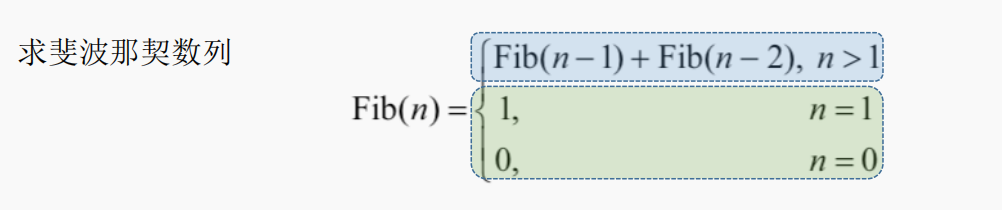 求斐波那契数列
Fib(n−1)+Fib(n−2), n>1
Fib(n)= 1, n=1
0, n=0